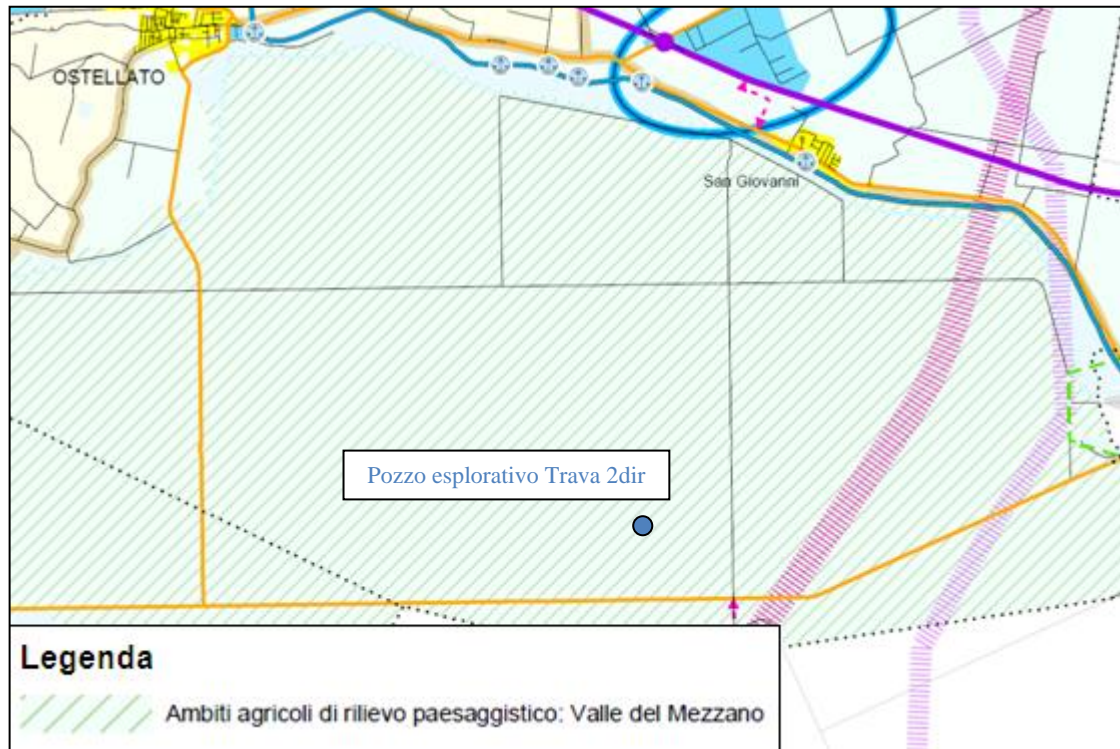 OSTELLATO
San Giovanni
Pozzo esplorativo Trava 2dir
Legenda
Ambiti agricoli di rilievo paesaggistico: Valle del Mezzano